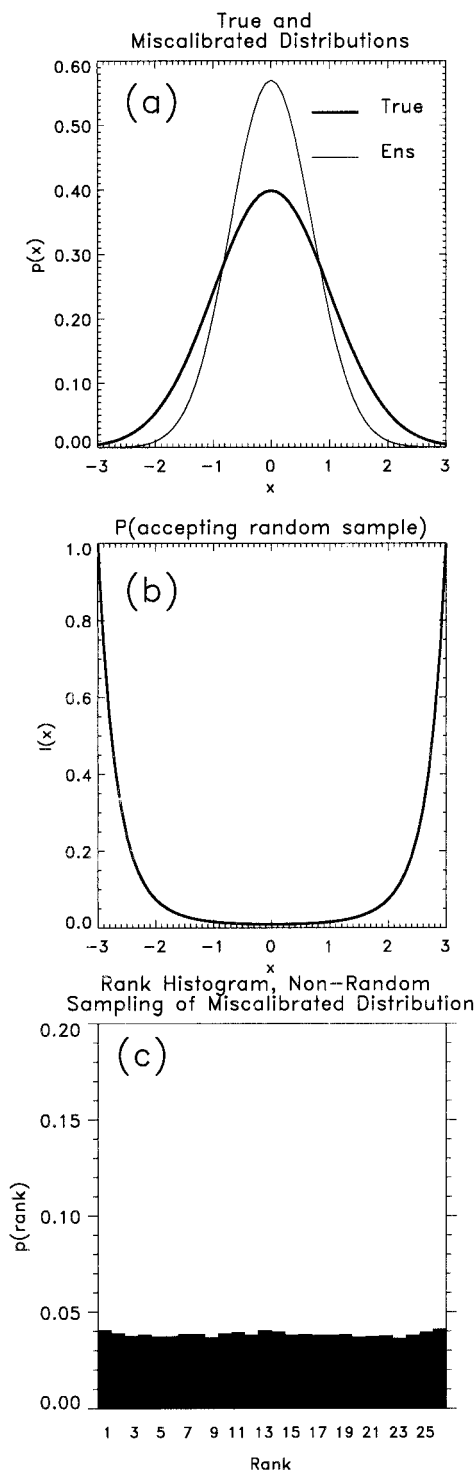 True and
Miscalibrated Distributions
0.60
0.50
0.40
0.30
0.20
0.10
0.00
p(x)
(a)
True
Ens
-3 -2 -1 0 1 2 3
x
P(accepting random sample)
1.0
0.8
0.6
0.4
0.2
0.0
l(x)
(b)
-3 -2 -1 0 1 2 3
x
Rank Histogram, Non-Random
Sampling of Miscalibrated Distribution
0.20
0.15
0.10
0.05
0.00
p(rank)
(c)
1 3 5 7 9 11 13 15 17 19 21 23 25
Rank